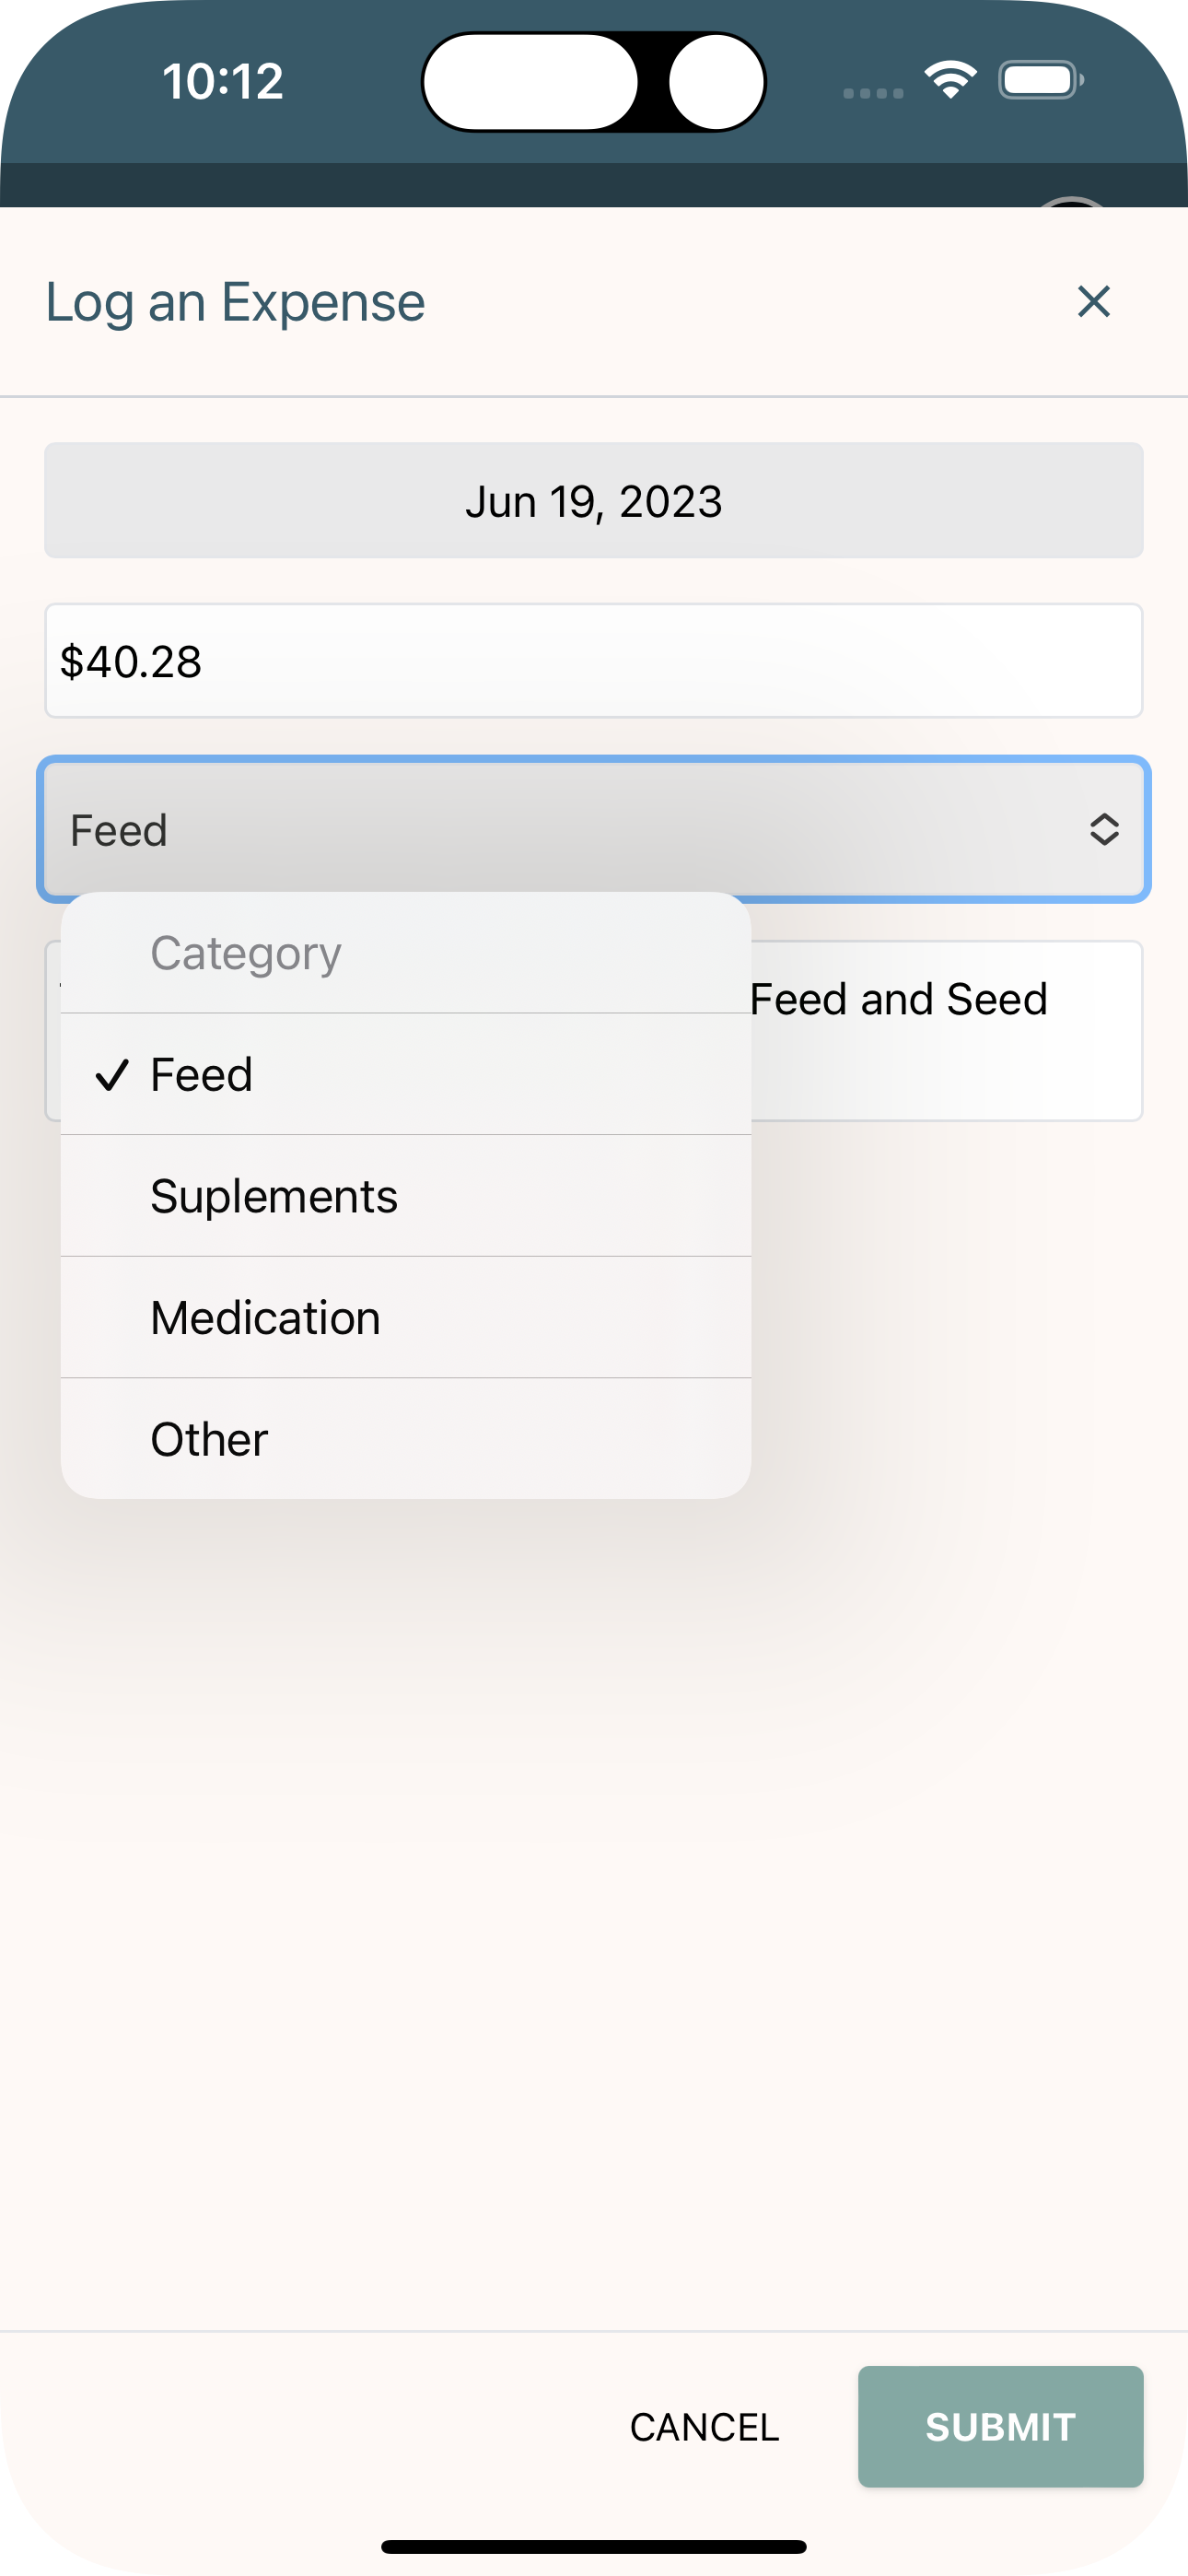 10:12
Log an Expense
Jun 19, 2023
$40.28
Feed
Category
Feed and Seed
Feed
Suplements
Medication
Other
CANCEL
SUBMIT